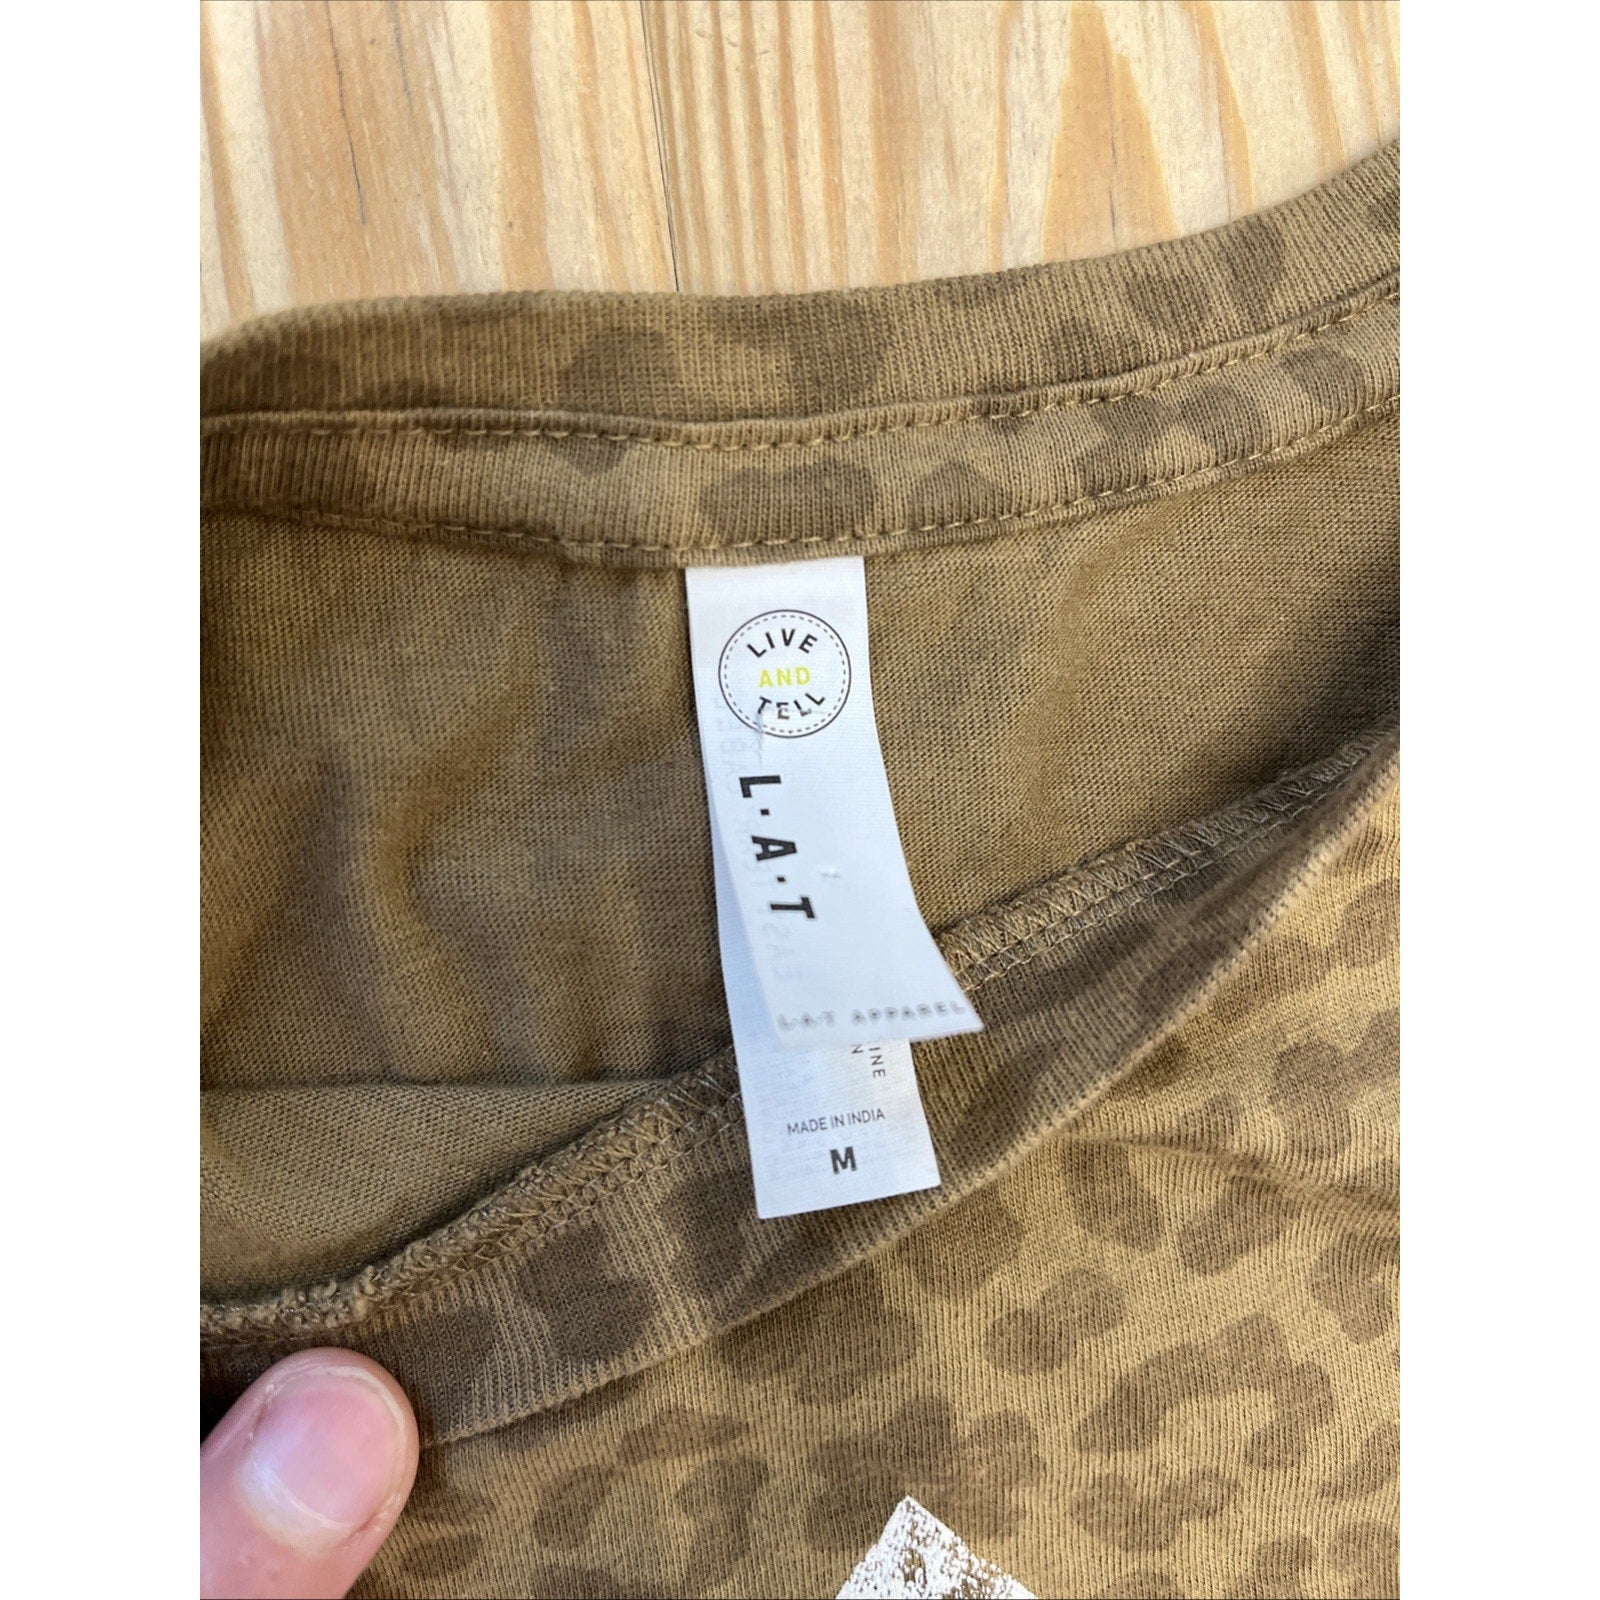 LIVE
AND
TELL
L·A·T
L·A·T APPAREL
MADE IN INDIA
M